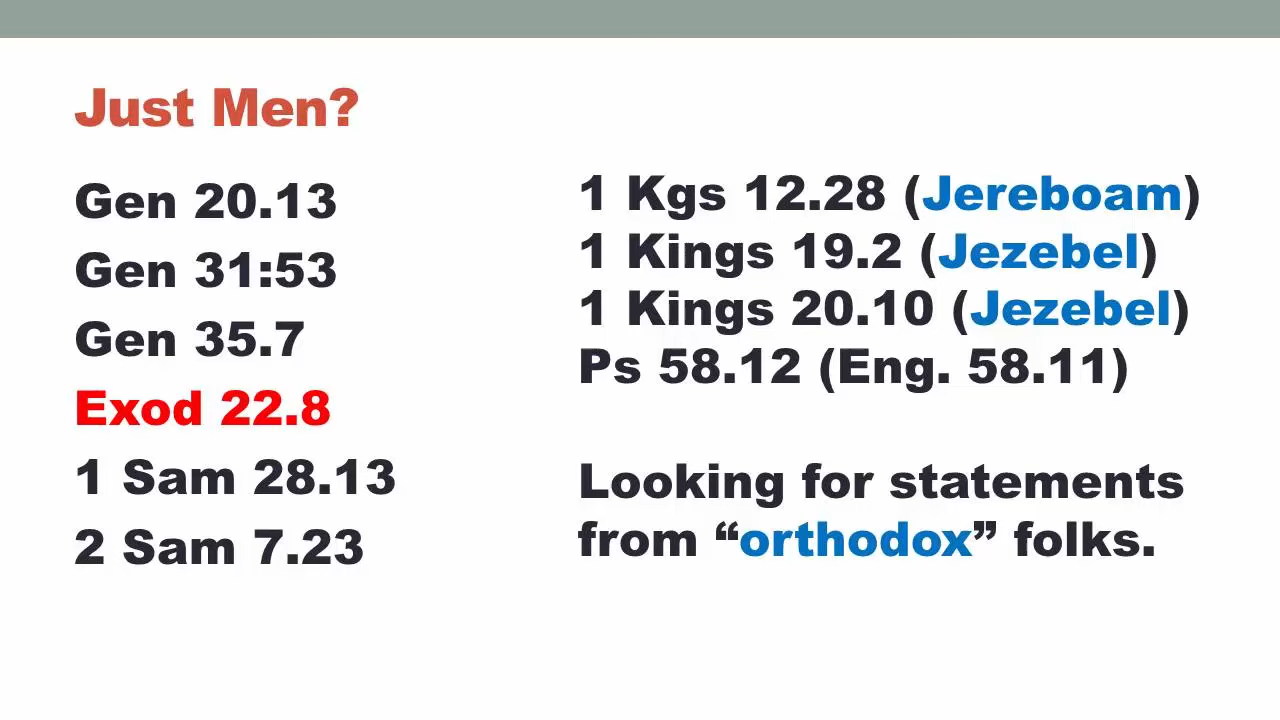 Just Men?
Gen 20.13
Gen 31:53
Gen 35.7
Exod 22.8
1 Sam 28.13
2 Sam 7.23
1 Kgs 12.28 (Jereboam)
1 Kings 19.2 (Jezebel)
1 Kings 20.10 (Jezebel)
Ps 58.12 (Eng. 58.11)
Looking for statements
from “orthodox” folks.